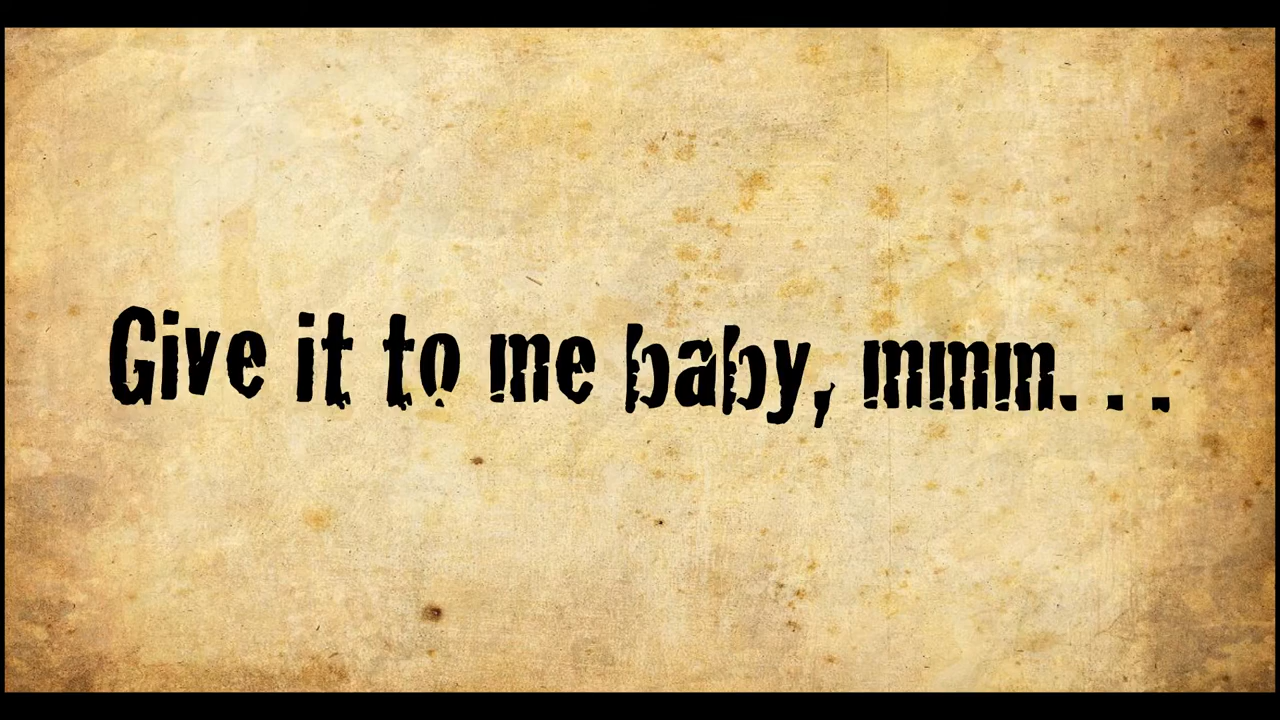 Give it to me baby, mmm. . .